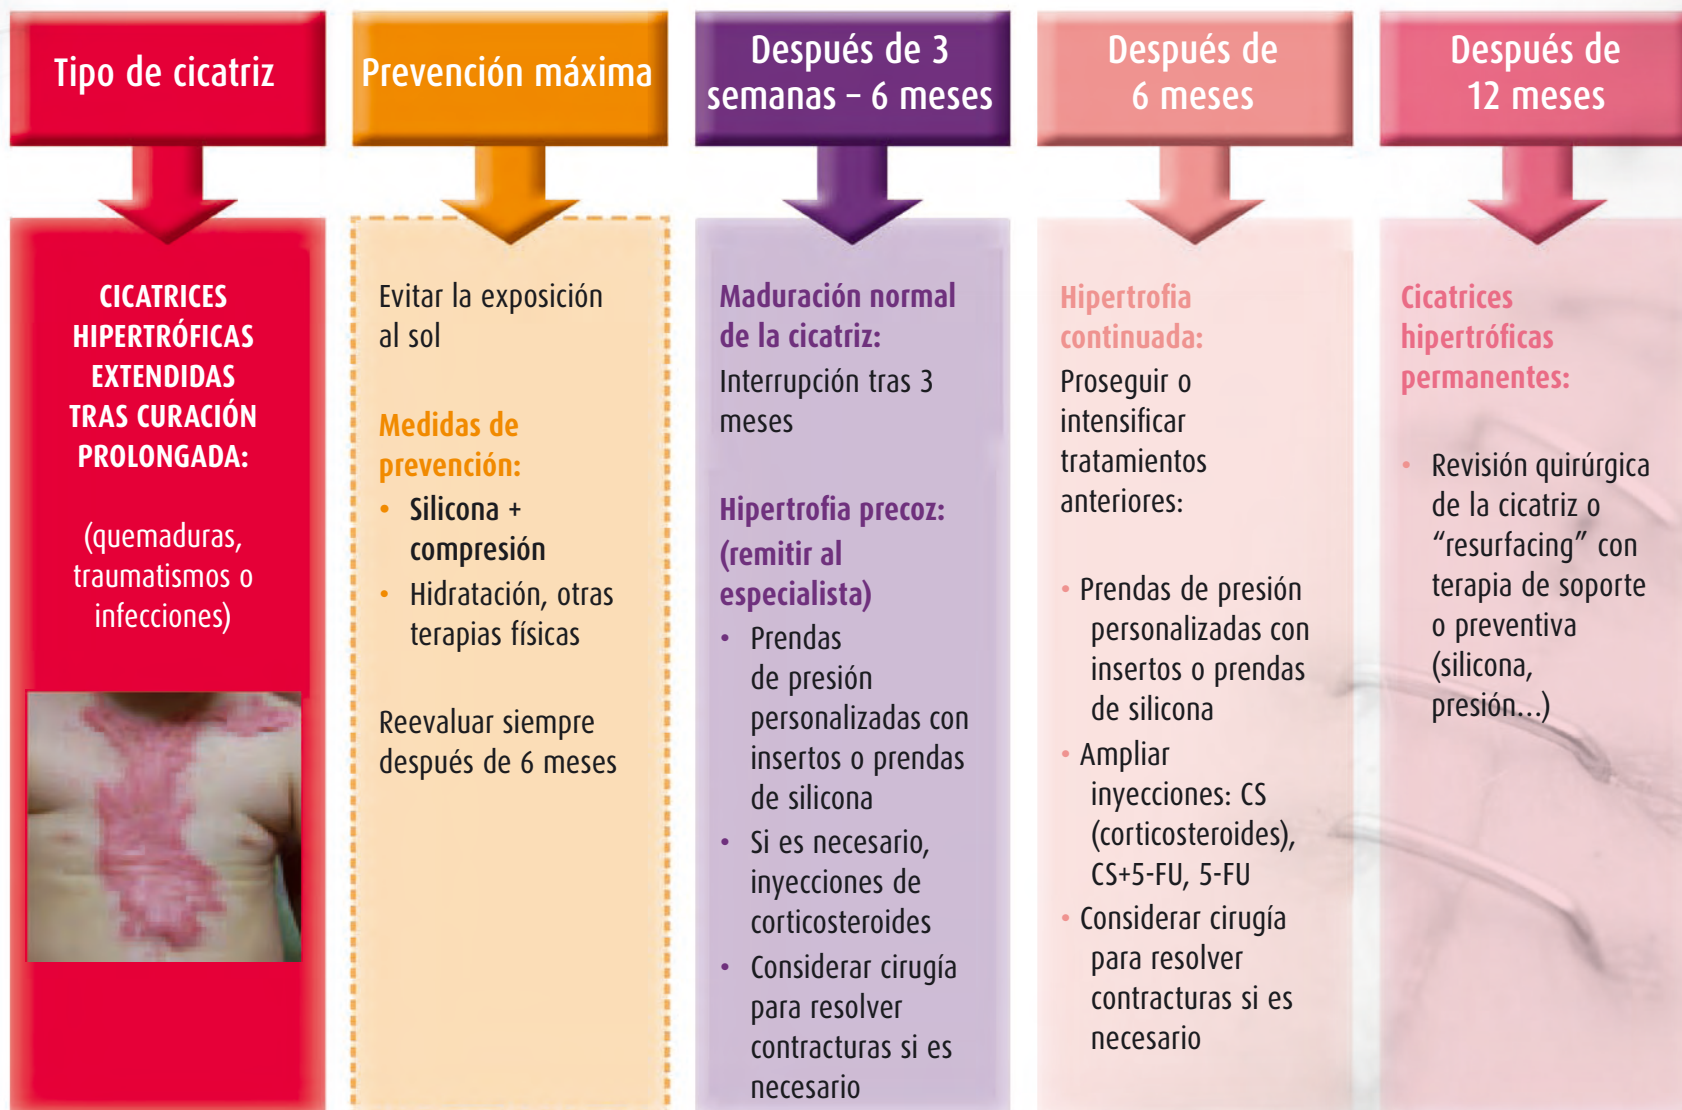 Tipo de cicatriz
CICATRICES
HIPERTRÓFICAS
EXTENDIDAS
TRAS CURACIÓN
PROLONGADA:
(quemaduras,
traumatismos o
infecciones)
Prevención máxima
Evitar la exposición
al sol
Medidas de
prevención:
• Silicona +
compresión
• Hidratación, otras
terapias físicas
Reevaluar siempre
después de 6 meses
Después de 3
semanas – 6 meses
Maduración normal
de la cicatriz:
Interrupción tras 3
meses
Hipertrofia precoz:
(remitir al
especialista)
• Prendas
de presión
personalizadas con
insertos o prendas
de silicona
• Si es necesario,
inyecciones de
corticosteroides
• Considerar cirugía
para resolver
contracturas si es
necesario
Después de
6 meses
Hipertrofia
continuada:
Proseguir o
intensificar
tratamientos
anteriores:
• Prendas de presión
personalizadas con
insertos o prendas
de silicona
• Ampliar
inyecciones: CS
(corticosteroides),
CS+5-FU, 5-FU
• Considerar cirugía
para resolver
contracturas si es
necesario
Después de
12 meses
Cicatrices
hipertróficas
permanentes:
• Revisión quirúrgica
de la cicatriz o
“resurfacing” con
terapia de soporte
o preventiva
(silicona,
presión...)